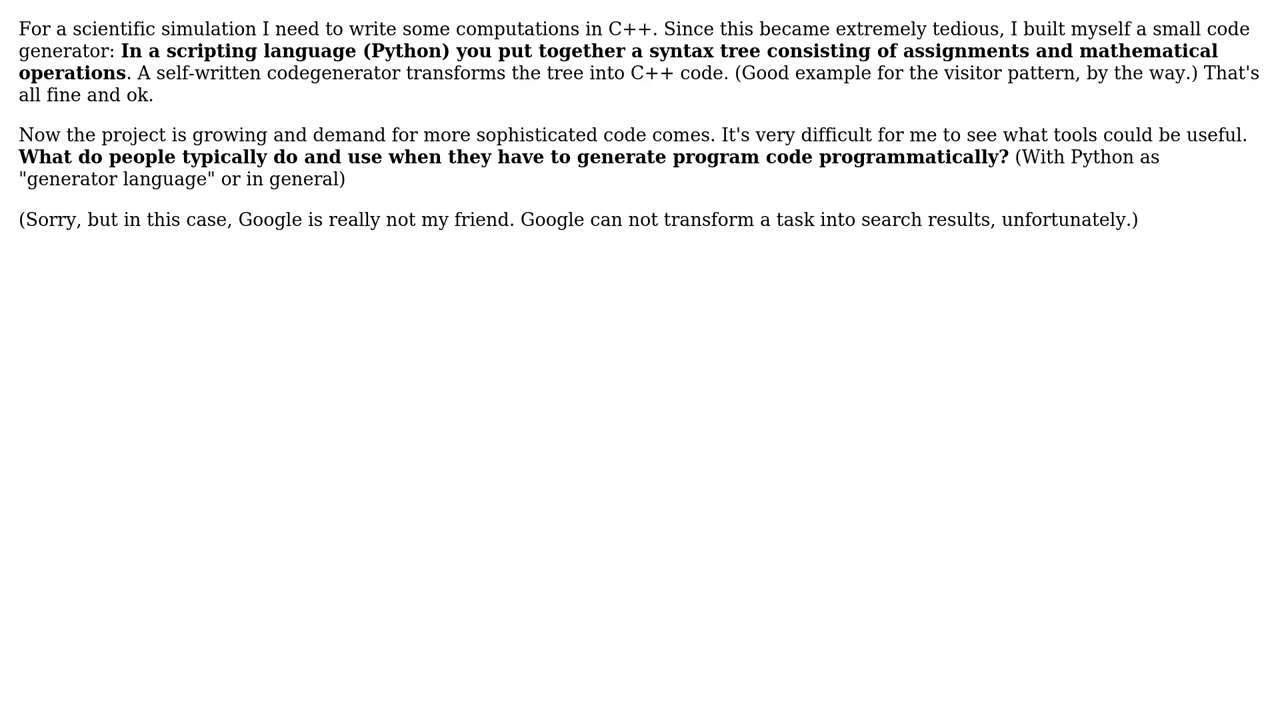 For a scientific simulation I need to write some computations in C++. Since this became extremely tedious, I built myself a small code
generator: In a scripting language (Python) you put together a syntax tree consisting of assignments and mathematical
operations. A self-written codegenerator transforms the tree into C++ code. (Good example for the visitor pattern, by the way.) That's
all fine and ok.
Now the project is growing and demand for more sophisticated code comes. It's very difficult for me to see what tools could be useful.
What do people typically do and use when they have to generate program code programmatically? (With Python as
"generator language" or in general)
(Sorry, but in this case, Google is really not my friend. Google can not transform a task into search results, unfortunately.)